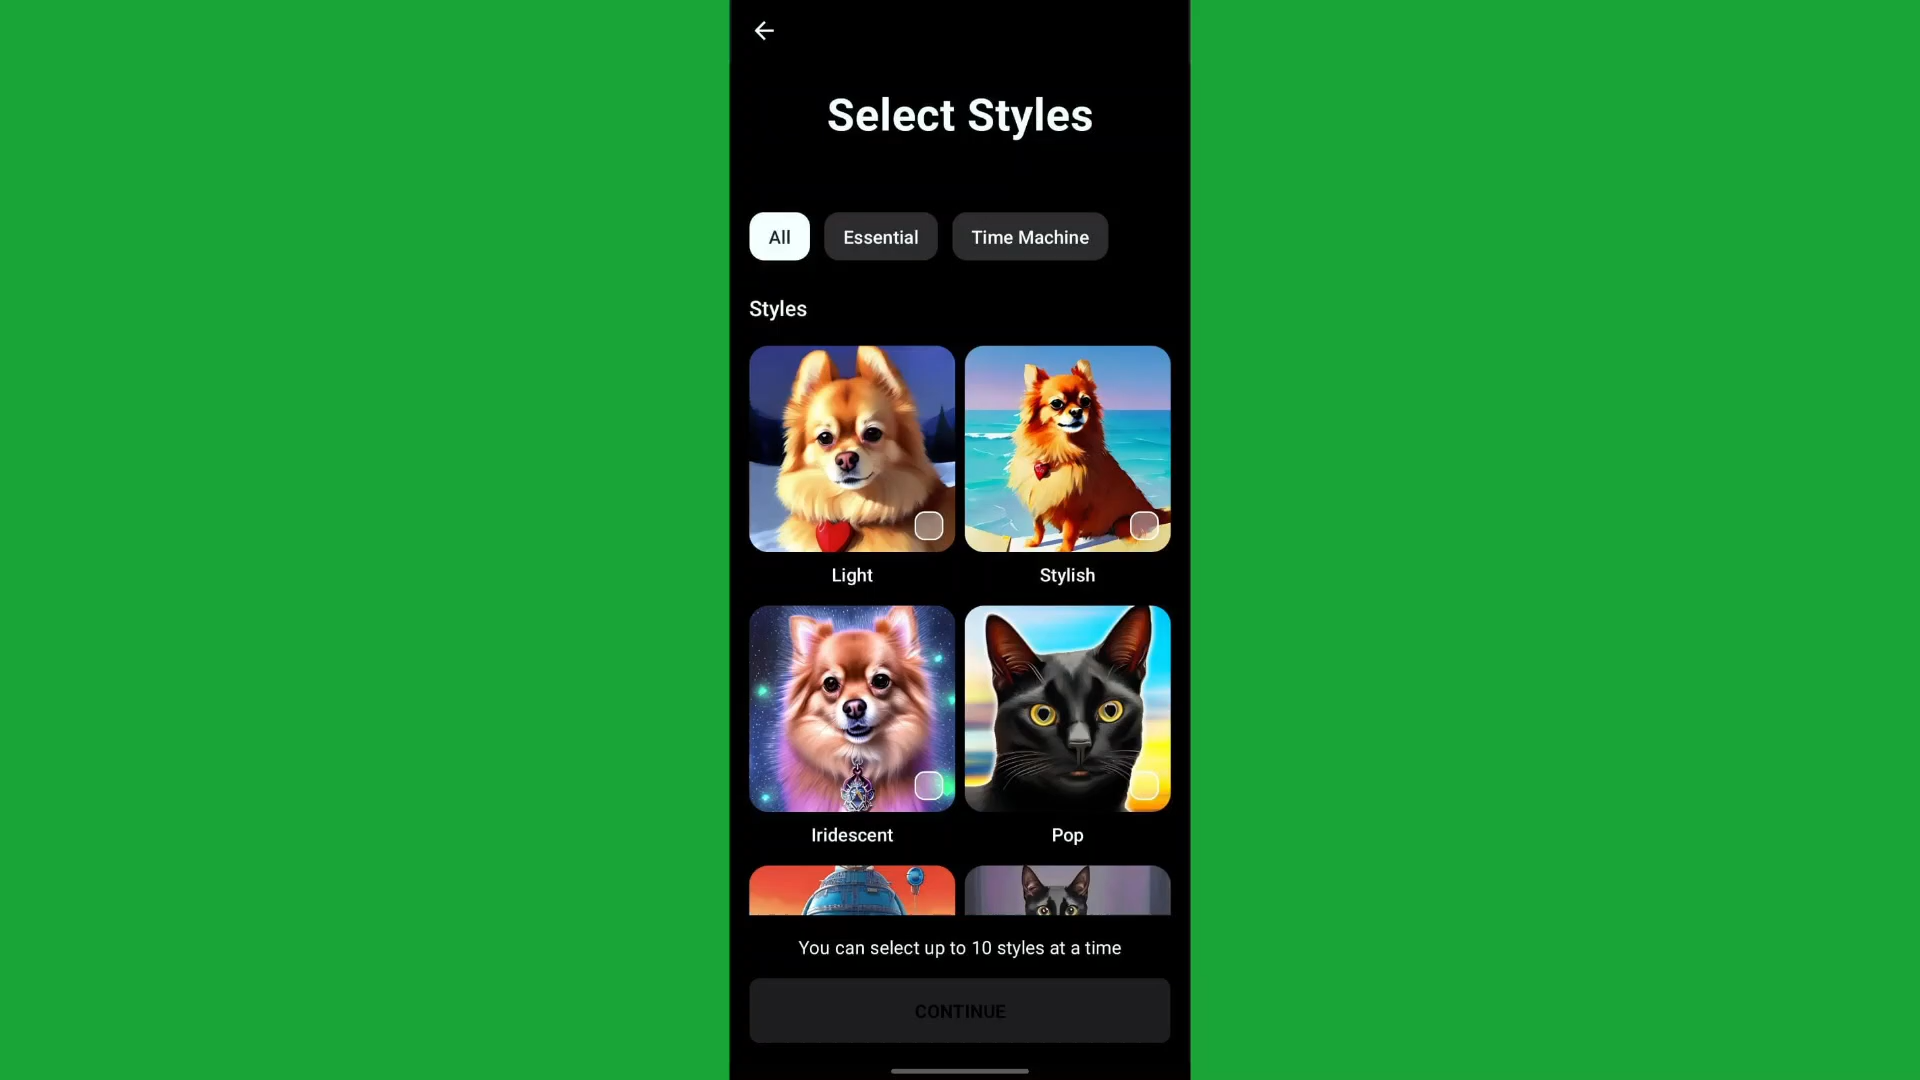 Select Styles
All
Essential
Time Machine
Styles
Light
Stylish
Iridescent
Pop
You can select up to 10 styles at a time
CONTINUE